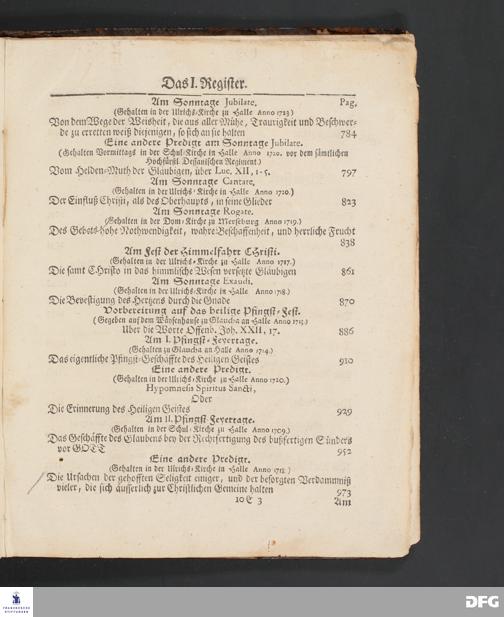 Das I. Register.
Am Sonntage Jubilate. Pag.
(Gehalten in der Ulrichs-Kirche zu Halle Anno 1723)
Von dem Wege der Weisheit, die aus aller Mühe, Traurigkeit und Beschwer-
de zu erretten weiß diejenigen, so sich an sie halten 784
Eine andere Predigt am Sonntage Jubilate.
(Gehalten Vormittags in der Schul-Kirche in Halle Anno 1720. vor dem sämtlichen
Hochfürstl. Dessauischen Regiment)
Vom Helden-Muth der Gläubigen, über Luc. XII, 1-5. 797
Am Sonntage Cantate.
(Gehalten in der Ulrichs-Kirche in Halle Anno 1720.)
Der Einfluß Christi, als des Oberhaupts, in seine Glieder 823
Am Sonntage Rogate.
(Gehalten in der Dom-Kirche zu Merseburg Anno 1719.)
Des Gebets hohe Nothwendigkeit, wahre Beschaffenheit, und herrliche Frucht
838
Am Fest der Himmelfahrt CHristi.
(Gehalten in der Ulrichs-Kirche zu Halle Anno 1717.)
Die samt CHristo in das himmlische Wesen versetzte Gläubigen 861
Am Sonntage Exaudi.
(Gehalten in der Ulrichs-Kirche in Halle Anno 1718.)
Die Bevestigung des Hertzens durch die Gnade 870
Vorbereitung auf das heilige Pfingst-Fest.
(Gegeben auf dem Wäysenhause zu Glaucha an Halle Anno 1715.)
Uber die Worte Offenb. Joh. XXII, 17. 886
Am I. Pfingst-Feyertage.
(Gehalten zu Glaucha an Halle Anno 1714.)
Das eigentliche Pfingst-Geschäffte des Heiligen Geistes 910
Eine andere Predigt.
(Gehalten in der Ulrichs-Kirche zu Halle Anno 1720.)
Hypomnesis Spiritus Sancti,
Oder
Die Erinnerung des Heiligen Geistes 929
Am II. Pfingst-Feyertage.
(Gehalten in der Schul-Kirche zu Halle Anno 1709.)
Das Geschäffte des Glaubens bey der Rechtfertigung des bußfertigen Sünders
vor GOTT 952
Eine andere Predigt.
(Gehalten in der Ulrichs-Kirche in Halle Anno 1717.)
Die Ursachen der gehofften Seligkeit einiger, und der besorgten Verdammniß
vieler, die sich äusserlich zur Christlichen Gemeine halten 973
10 E 3 Am
FRANCKESCHE
STIFTUNGEN
DFG